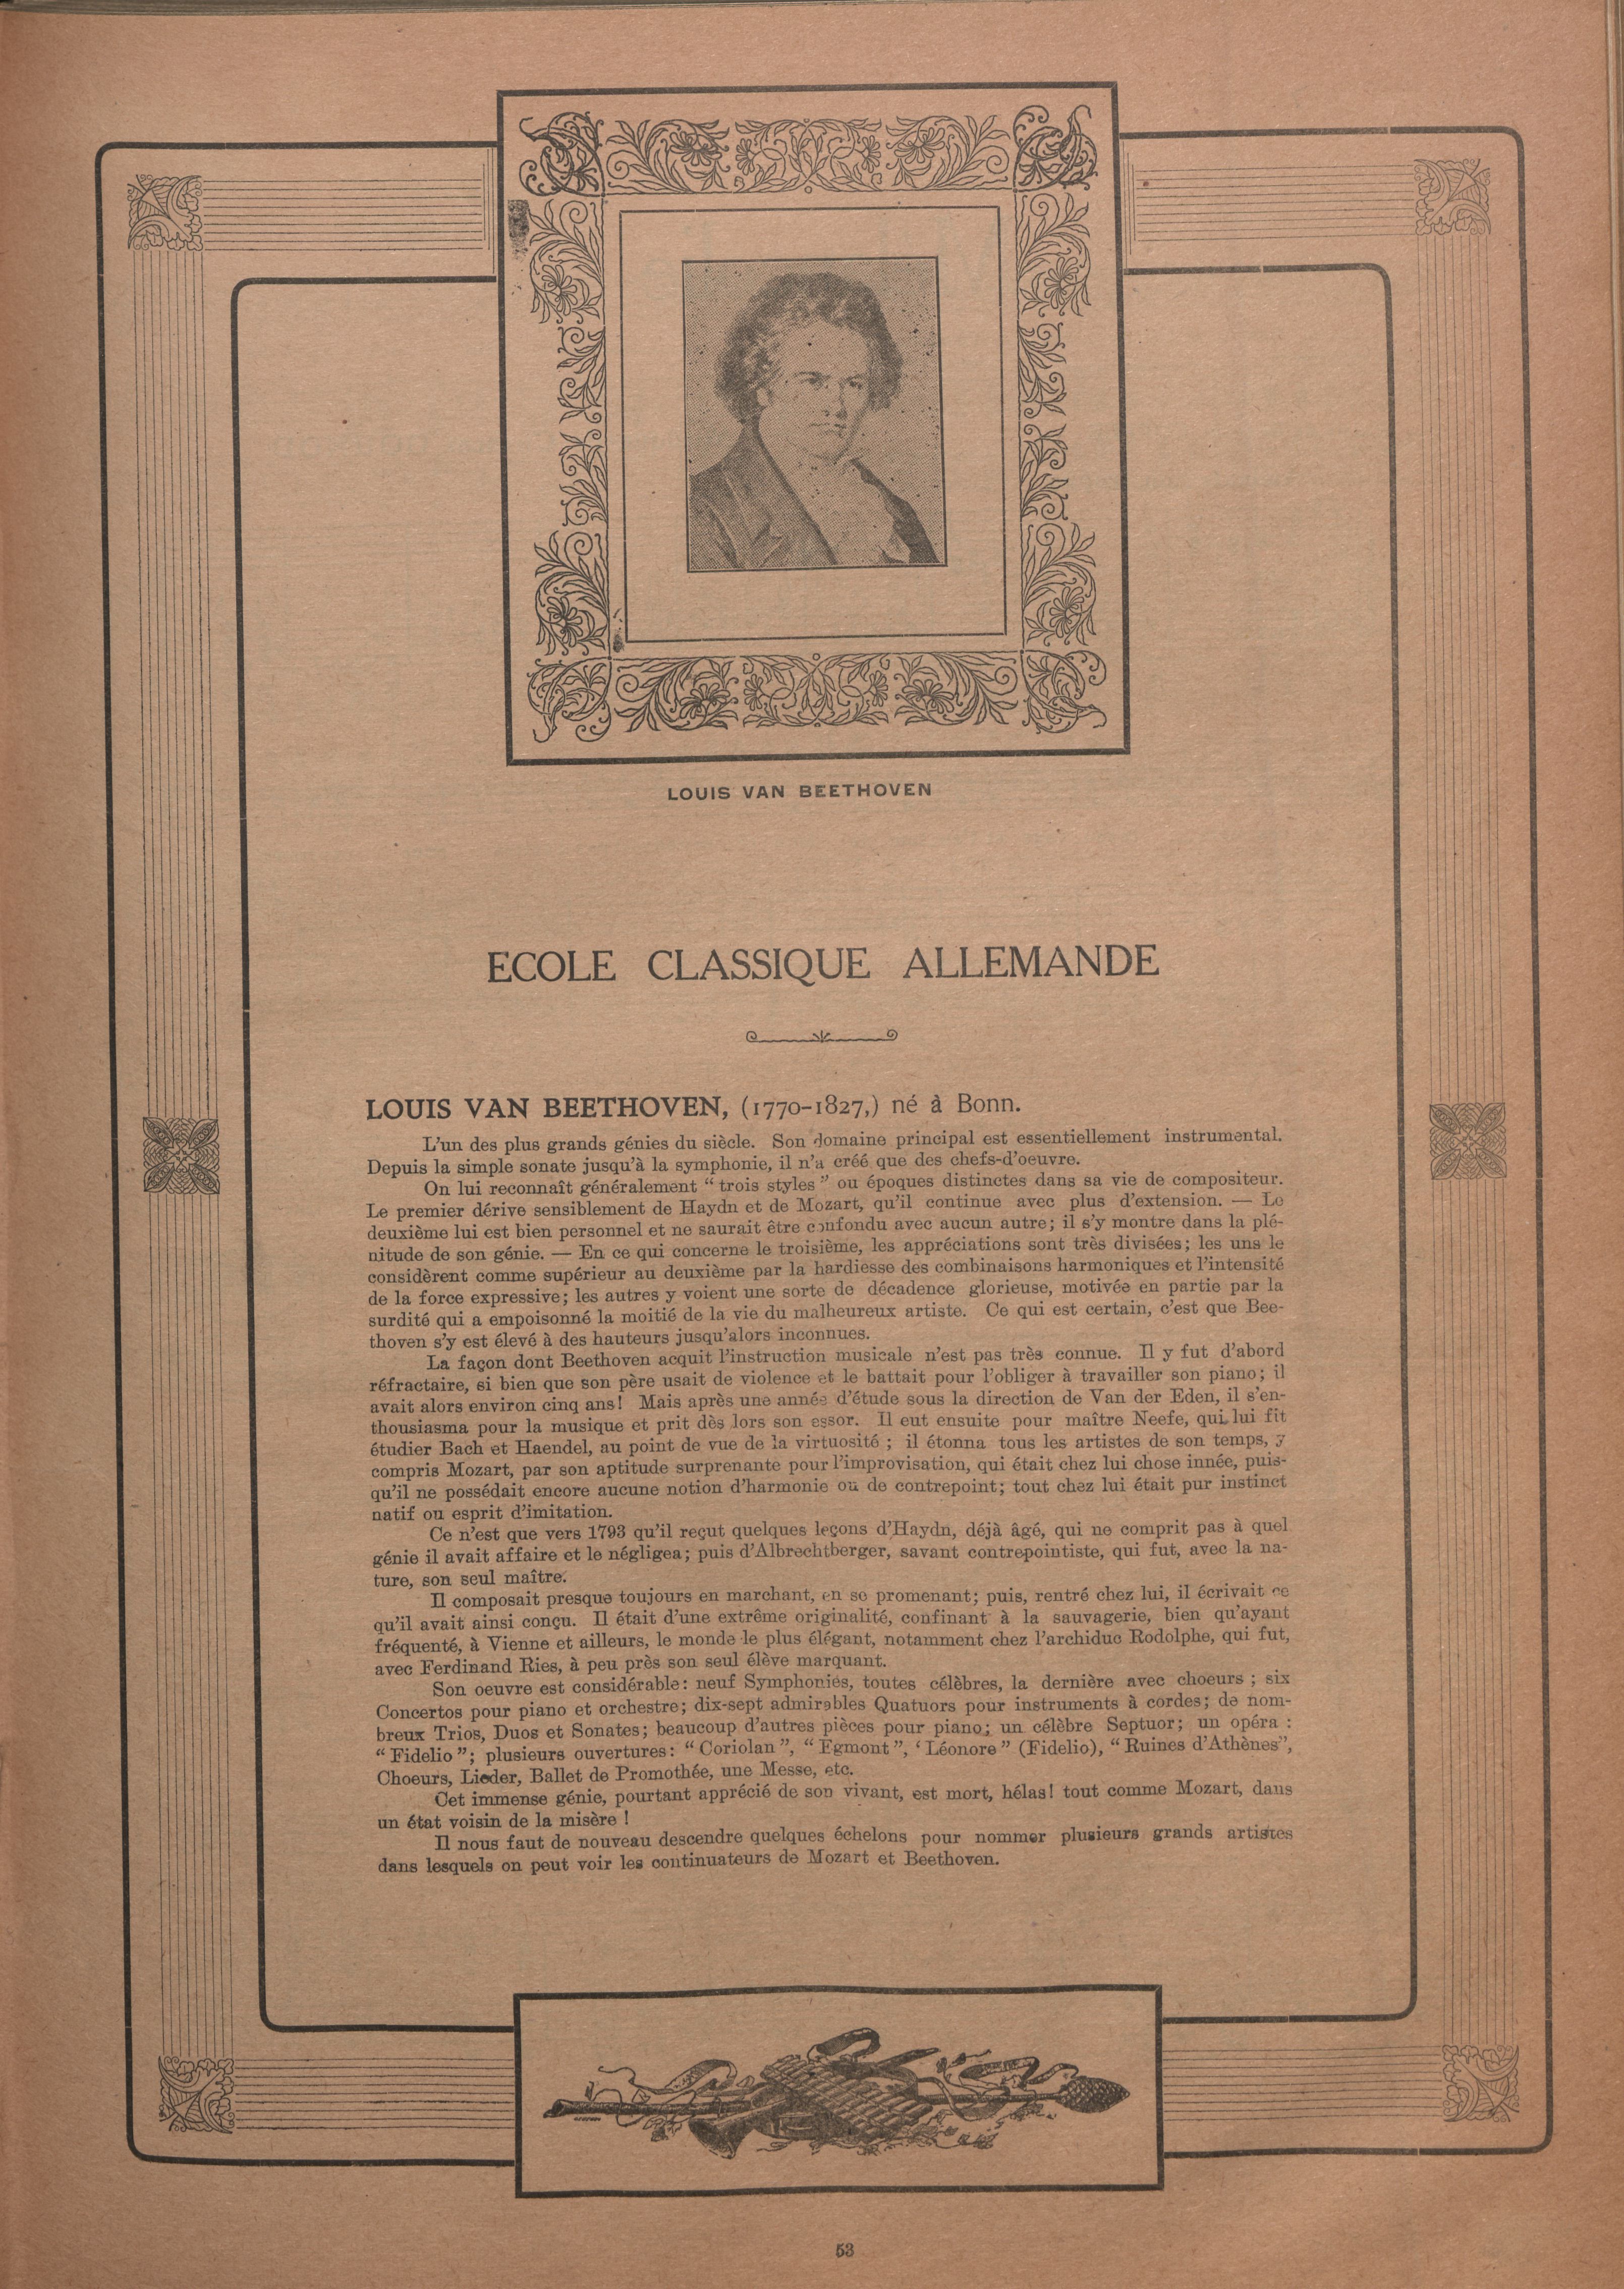 LOUIS VAN BEETHOVEN
ECOLE CLASSIQUE ALLEMANDE
LOUIS VAN BEETHOVEN, (1770-1827,) né à Bonn.
L'un des plus grands génies du siècle. Son domaine principal est essentiellement instrumental.
Depuis la simple sonate jusqu'à la symphonie, il n'a créé que des chefs-d'oeuvre.
On lui reconnaît généralement " trois styles " ou époques distinctes dans sa vie de compositeur.
Le premier dérive sensiblement de Haydn et de Mozart, qu'il continue avec plus d'extension. — Le
deuxième lui est bien personnel et ne saurait être confondu avec aucun autre; il s'y montre dans la plé-
nitude de son génie. — En ce qui concerne le troisième, les appréciations sont très divisées; les uns le
considèrent comme supérieur au deuxième par la hardiesse des combinaisons harmoniques et l'intensité
de la force expressive; les autres y voient une sorte de décadence glorieuse, motivée en partie par la
surdité qui a empoisonné la moitié de la vie du malheureux artiste. Ce qui est certain, c'est que Bee-
thoven s'y est élevé à des hauteurs jusqu'alors inconnues.
La façon dont Beethoven acquit l'instruction musicale n'est pas très connue. Il y fut d'abord
réfractaire, si bien que son père usait de violence et le battait pour l'obliger à travailler son piano; il
avait alors environ cinq ans! Mais après une année d'étude sous la direction de Van der Eden, il s'en-
thousiasma pour la musique et prit dès lors son essor. Il eut ensuite pour maître Neefe, qui lui fit
étudier Bach et Haendel, au point de vue de la virtuosité ; il étonna tous les artistes de son temps, y
compris Mozart, par son aptitude surprenante pour l'improvisation, qui était chez lui chose innée, puis-
qu'il ne possédait encore aucune notion d'harmonie ou de contrepoint; tout chez lui était pur instinct
natif ou esprit d'imitation.
Ce n'est que vers 1793 qu'il reçut quelques leçons d'Haydn, déjà âgé, qui ne comprit pas à quel
génie il avait affaire et le négligea; puis d'Albrechtberger, savant contrepointiste, qui fut, avec la na-
ture, son seul maître.
Il composait presque toujours en marchant, en se promenant; puis, rentré chez lui, il écrivait ce
qu'il avait ainsi conçu. Il était d'une extrême originalité, confinant à la sauvagerie, bien qu'ayant
fréquenté, à Vienne et ailleurs, le monde le plus élégant, notamment chez l'archiduc Rodolphe, qui fut,
avec Ferdinand Ries, à peu près son seul élève marquant.
Son oeuvre est considérable: neuf Symphonies, toutes célèbres, la dernière avec choeurs ; six
Concertos pour piano et orchestre; dix-sept admirables Quatuors pour instruments à cordes; de nom-
breux Trios, Duos et Sonates; beaucoup d'autres pièces pour piano; un célèbre Septuor; un opéra :
" Fidelio "; plusieurs ouvertures: " Coriolan ", " Egmont ", ' Léonore " (Fidelio), " Ruines d'Athènes",
Choeurs, Lieder, Ballet de Promothée, une Messe, etc.
Cet immense génie, pourtant apprécié de son vivant, est mort, hélas! tout comme Mozart, dans
un état voisin de la misère !
Il nous faut de nouveau descendre quelques échelons pour nommer plusieurs grands artistes
dans lesquels on peut voir les continuateurs de Mozart et Beethoven.
53